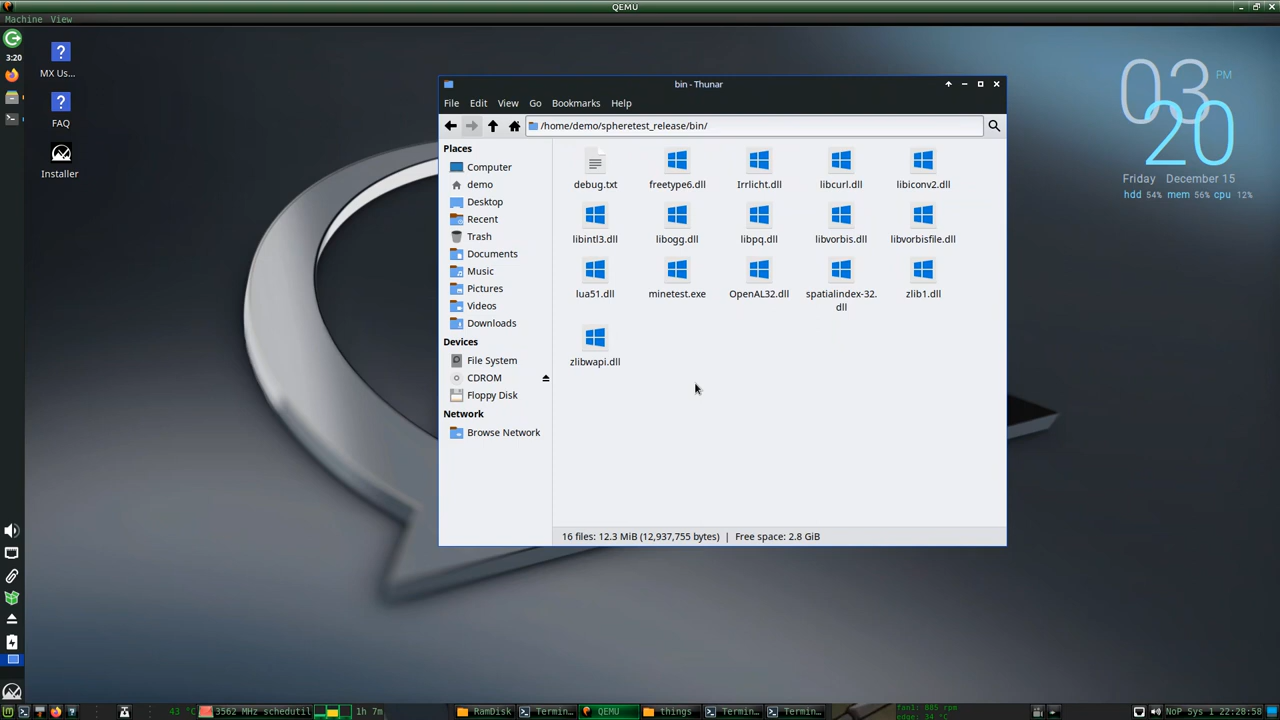 QEMU
Machine View
3:20
MX Us...
FAQ
Installer
bin - Thunar
File Edit View Go Bookmarks Help
/home/demo/spheretest_release/bin/
Places
Computer
demo
Desktop
Recent
Trash
Documents
Music
Pictures
Videos
Downloads
Devices
File System
CDROM
Floppy Disk
Network
Browse Network
debug.txt freetype6.dll Irrlicht.dll libcurl.dll libiconv2.dll
libintl3.dll libogg.dll libpq.dll libvorbis.dll libvorbisfile.dll
lua51.dll minetest.exe OpenAL32.dll spatialindex-32.dll zlib1.dll
zlibwapi.dll
16 files: 12.3 MiB (12,937,755 bytes) | Free space: 2.8 GiB
03 PM
20
Friday December 15
hdd 54% mem 56% cpu 12%
43 °C 3562 MHz schedutil 1h 7m RamDisk Termin... QEMU things Termin... Termin... fan1: 885 rpm NoP Sys 1 22:28:58
edge: 34 °C